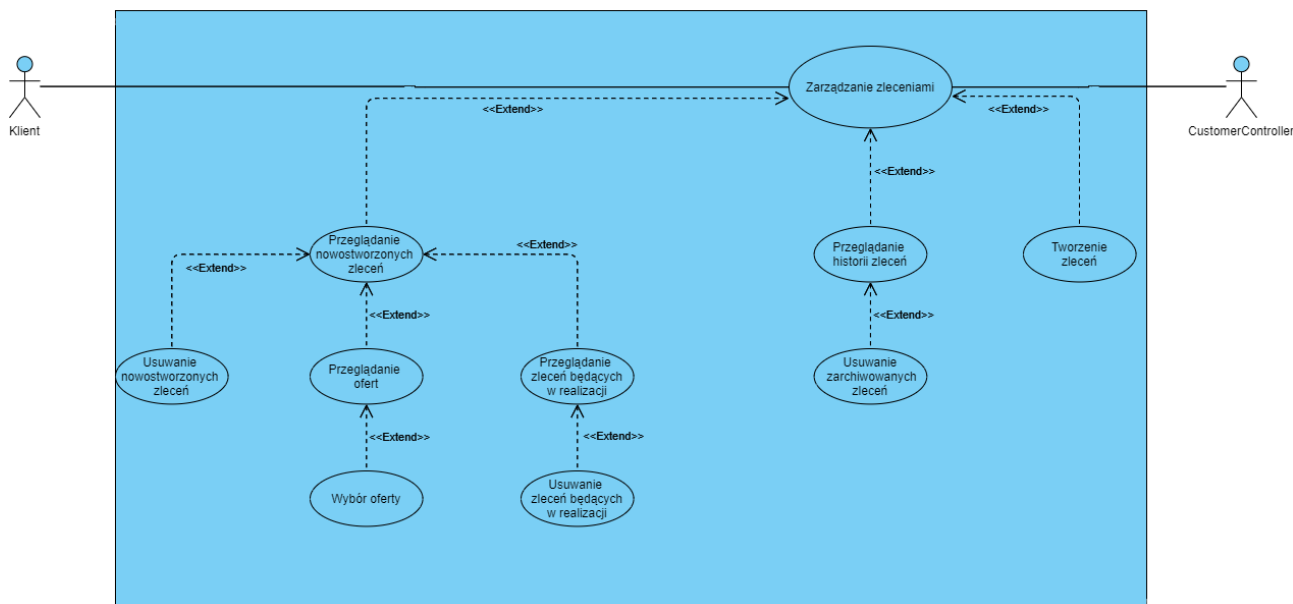 Zarządzanie zleceniami
<<Extend>>
<<Extend>>
Klient
CustomerController
<<Extend>>
Przeglądanie
nowostworzonych
zleceń
<<Extend>>
<<Extend>>
Przeglądanie
historii zleceń
Tworzenie
zleceń
<<Extend>>
<<Extend>>
Usuwanie
nowostworzonych
zleceń
Przeglądanie
ofert
Przeglądanie
zleceń będących
w realizacji
Usuwanie
zarchiwowanych
zleceń
<<Extend>>
<<Extend>>
Wybór oferty
Usuwanie
zleceń będących
w realizacji